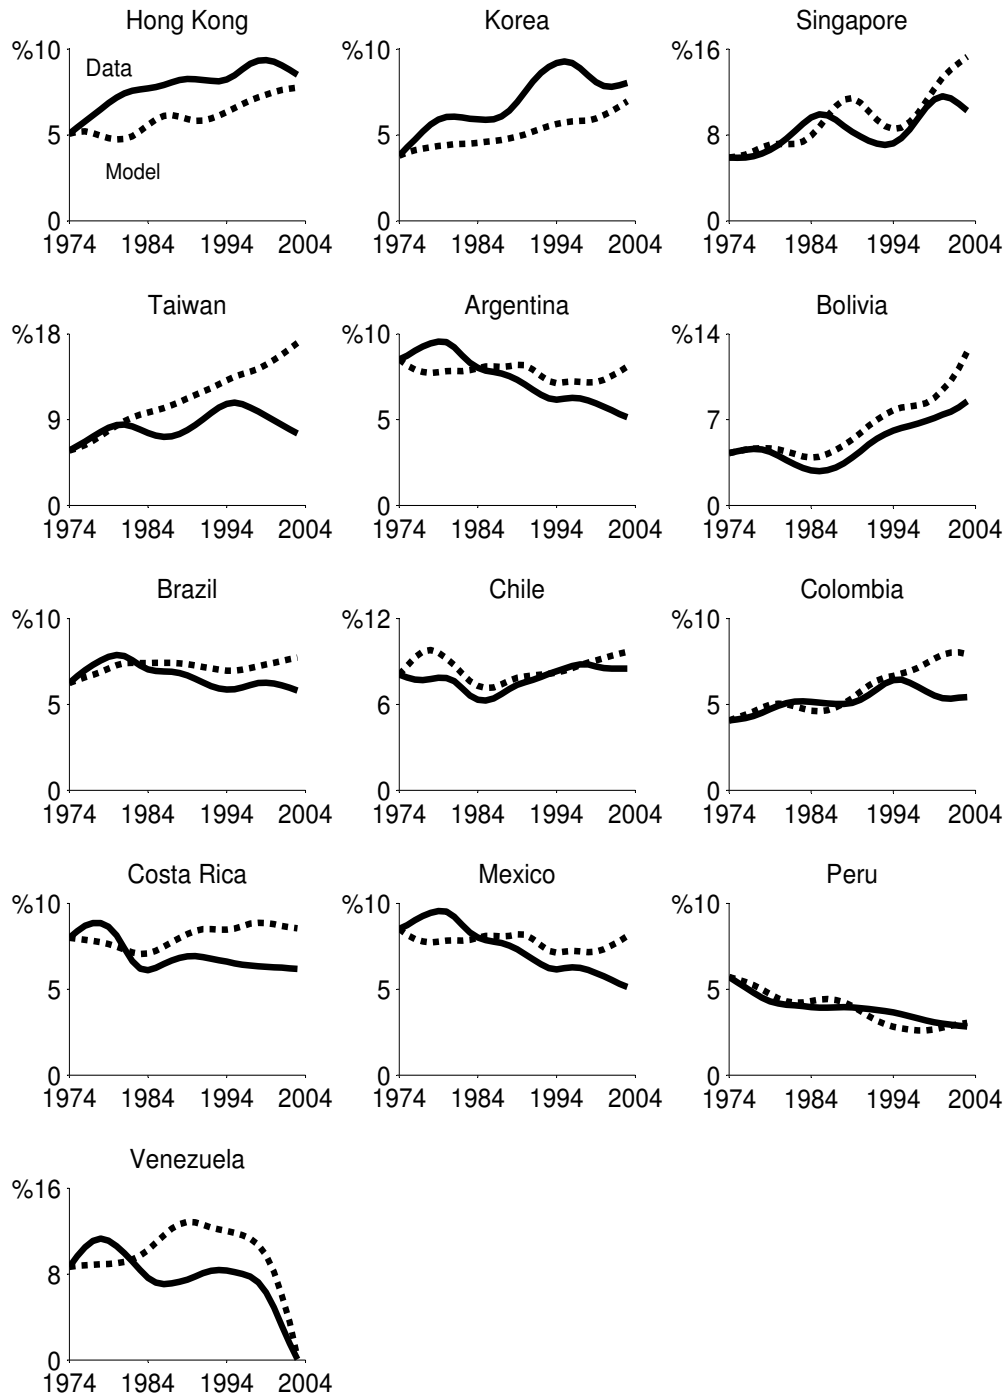 Hong Kong Korea Singapore
%10 %10 %16
Data
5 5 8
Model
0 0 0
1974 1984 1994 2004 1974 1984 1994 2004 1974 1984 1994 2004
Taiwan Argentina Bolivia
%18 %10 %14
9 5 7
0 0 0
1974 1984 1994 2004 1974 1984 1994 2004 1974 1984 1994 2004
Brazil Chile Colombia
%10 %12 %10
5 6 5
0 0 0
1974 1984 1994 2004 1974 1984 1994 2004 1974 1984 1994 2004
Costa Rica Mexico Peru
%10 %10 %10
5 5 5
0 0 0
1974 1984 1994 2004 1974 1984 1994 2004 1974 1984 1994 2004
Venezuela
%16
8
0
1974 1984 1994 2004